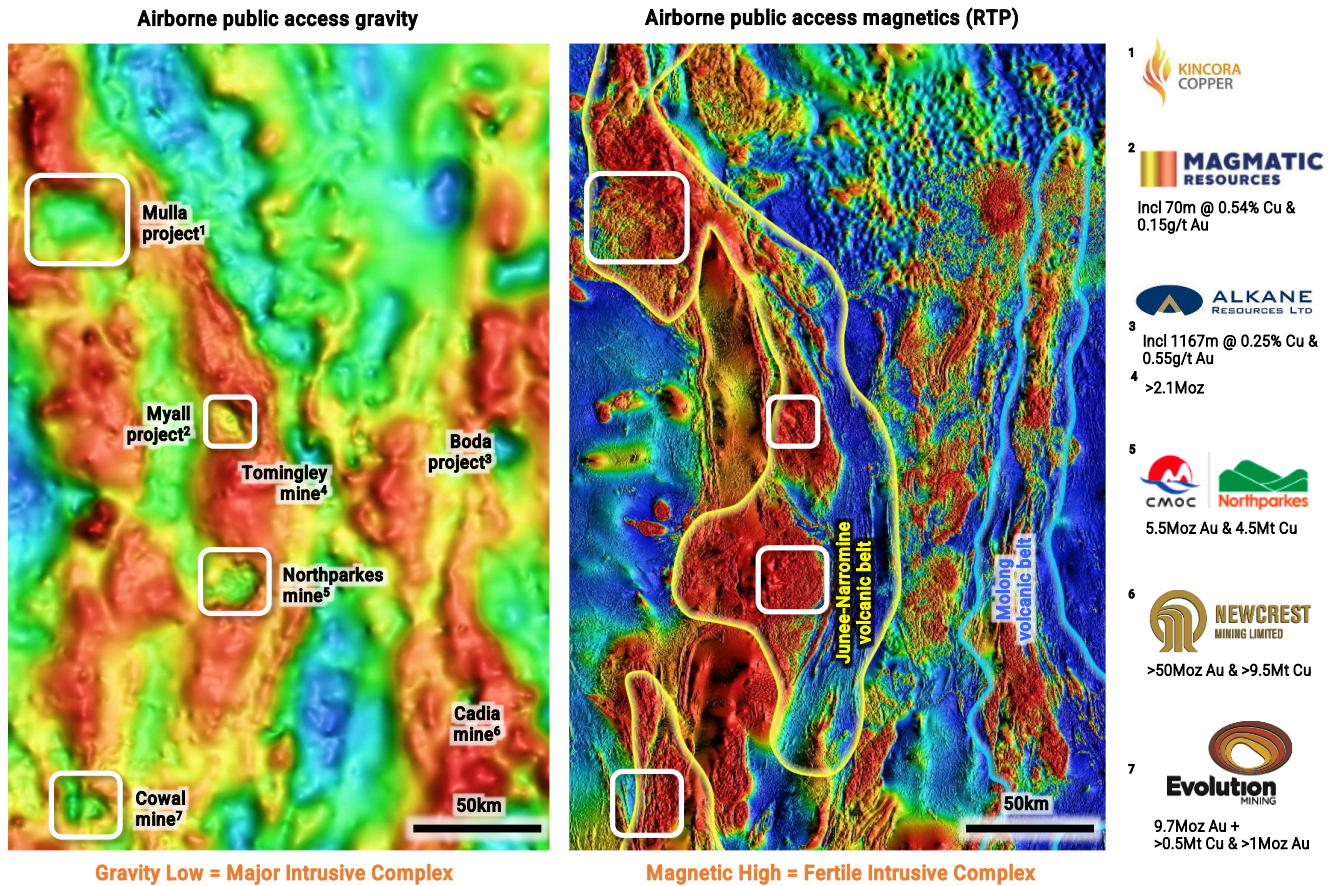 Airborne public access gravity
Airborne public access magnetics (RTP)
Mulla
project¹
Myall
project²
Tomingley
mine⁴
Boda
project³
Northparkes
mine⁵
Cadia
mine⁶
Cowal
mine⁷
50km
Gravity Low = Major Intrusive Complex
Junee-Narromine
volcanic belt
Molong
volcanic belt
50km
Magnetic High = Fertile Intrusive Complex
1
KINCORA
COPPER
2
MAGMATIC
RESOURCES
Incl 70m @ 0.54% Cu &
0.15g/t Au
ALKANE
RESOURCES LTD
3
Incl 1167m @ 0.25% Cu &
0.55g/t Au
4
>2.1Moz
5
CMOC
Northparkes
5.5Moz Au & 4.5Mt Cu
6
NEWCREST
MINING LIMITED
>50Moz Au & >9.5Mt Cu
7
Evolution
MINING
9.7Moz Au +
>0.5Mt Cu & >1Moz Au